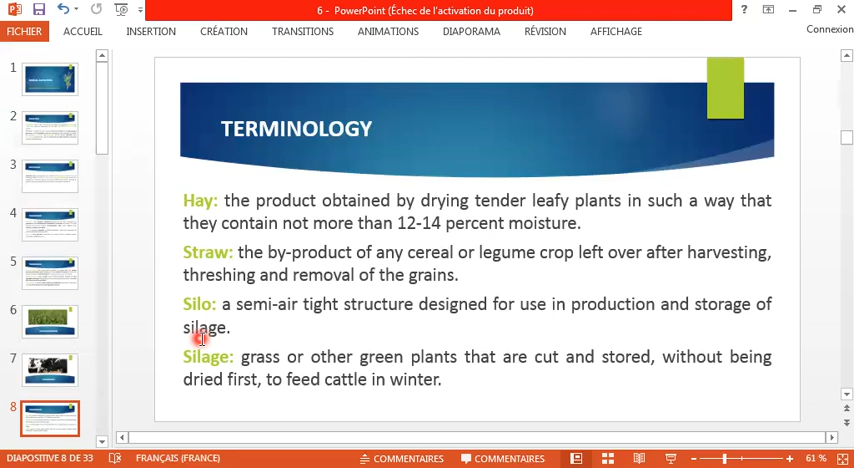 6 - PowerPoint (Échec de l'activation du produit)
FICHIER ACCUEIL INSERTION CRÉATION TRANSITIONS ANIMATIONS DIAPORAMA RÉVISION AFFICHAGE Connexion
1
2
3
4
5
6
7
8
TERMINOLOGY
Hay: the product obtained by drying tender leafy plants in such a way that
they contain not more than 12-14 percent moisture.
Straw: the by-product of any cereal or legume crop left over after harvesting,
threshing and removal of the grains.
Silo: a semi-air tight structure designed for use in production and storage of
silage.
Silage: grass or other green plants that are cut and stored, without being
dried first, to feed cattle in winter.
DIAPOSITIVE 8 DE 33 FRANÇAIS (FRANCE) COMMENTAIRES COMMENTAIRES 61 %